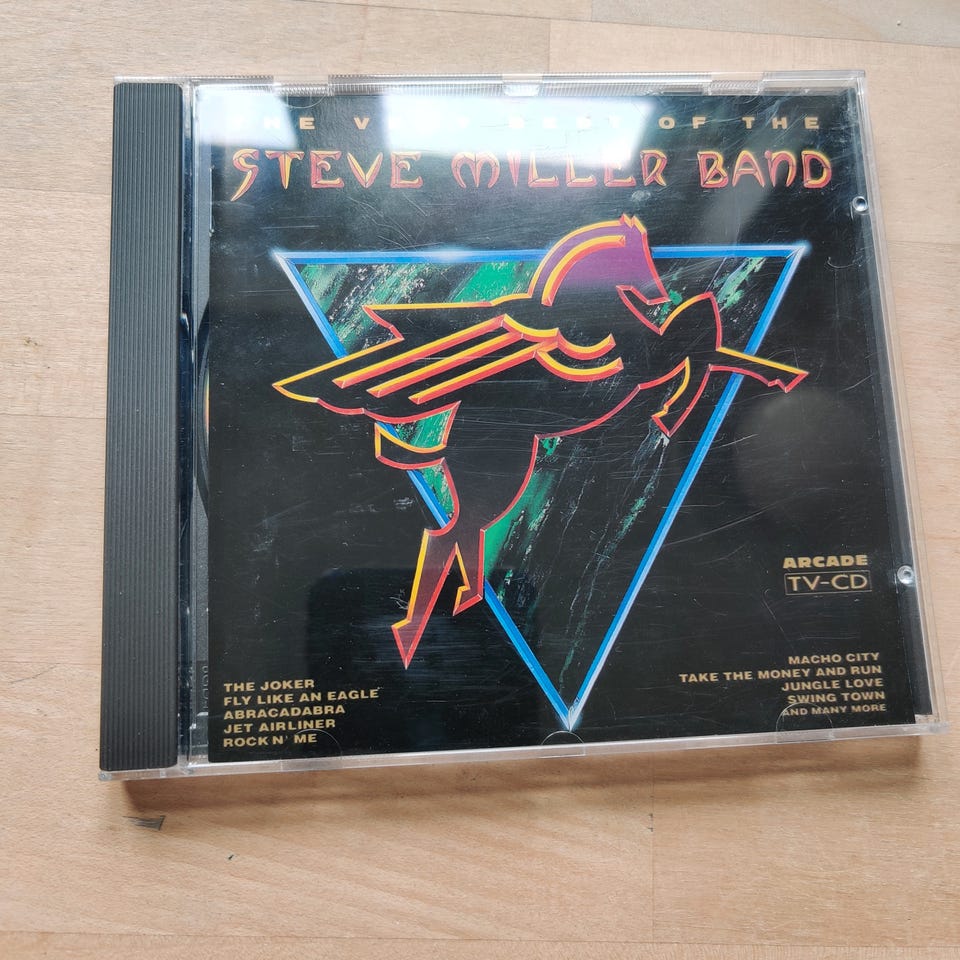 THE VERY BEST OF THE
STEVE MILLER BAND
ARCADE
TV-CD
THE JOKER
FLY LIKE AN EAGLE
ABRACADABRA
JET AIRLINER
ROCK N' ME
MACHO CITY
TAKE THE MONEY AND RUN
JUNGLE LOVE
SWING TOWN
AND MANY MORE